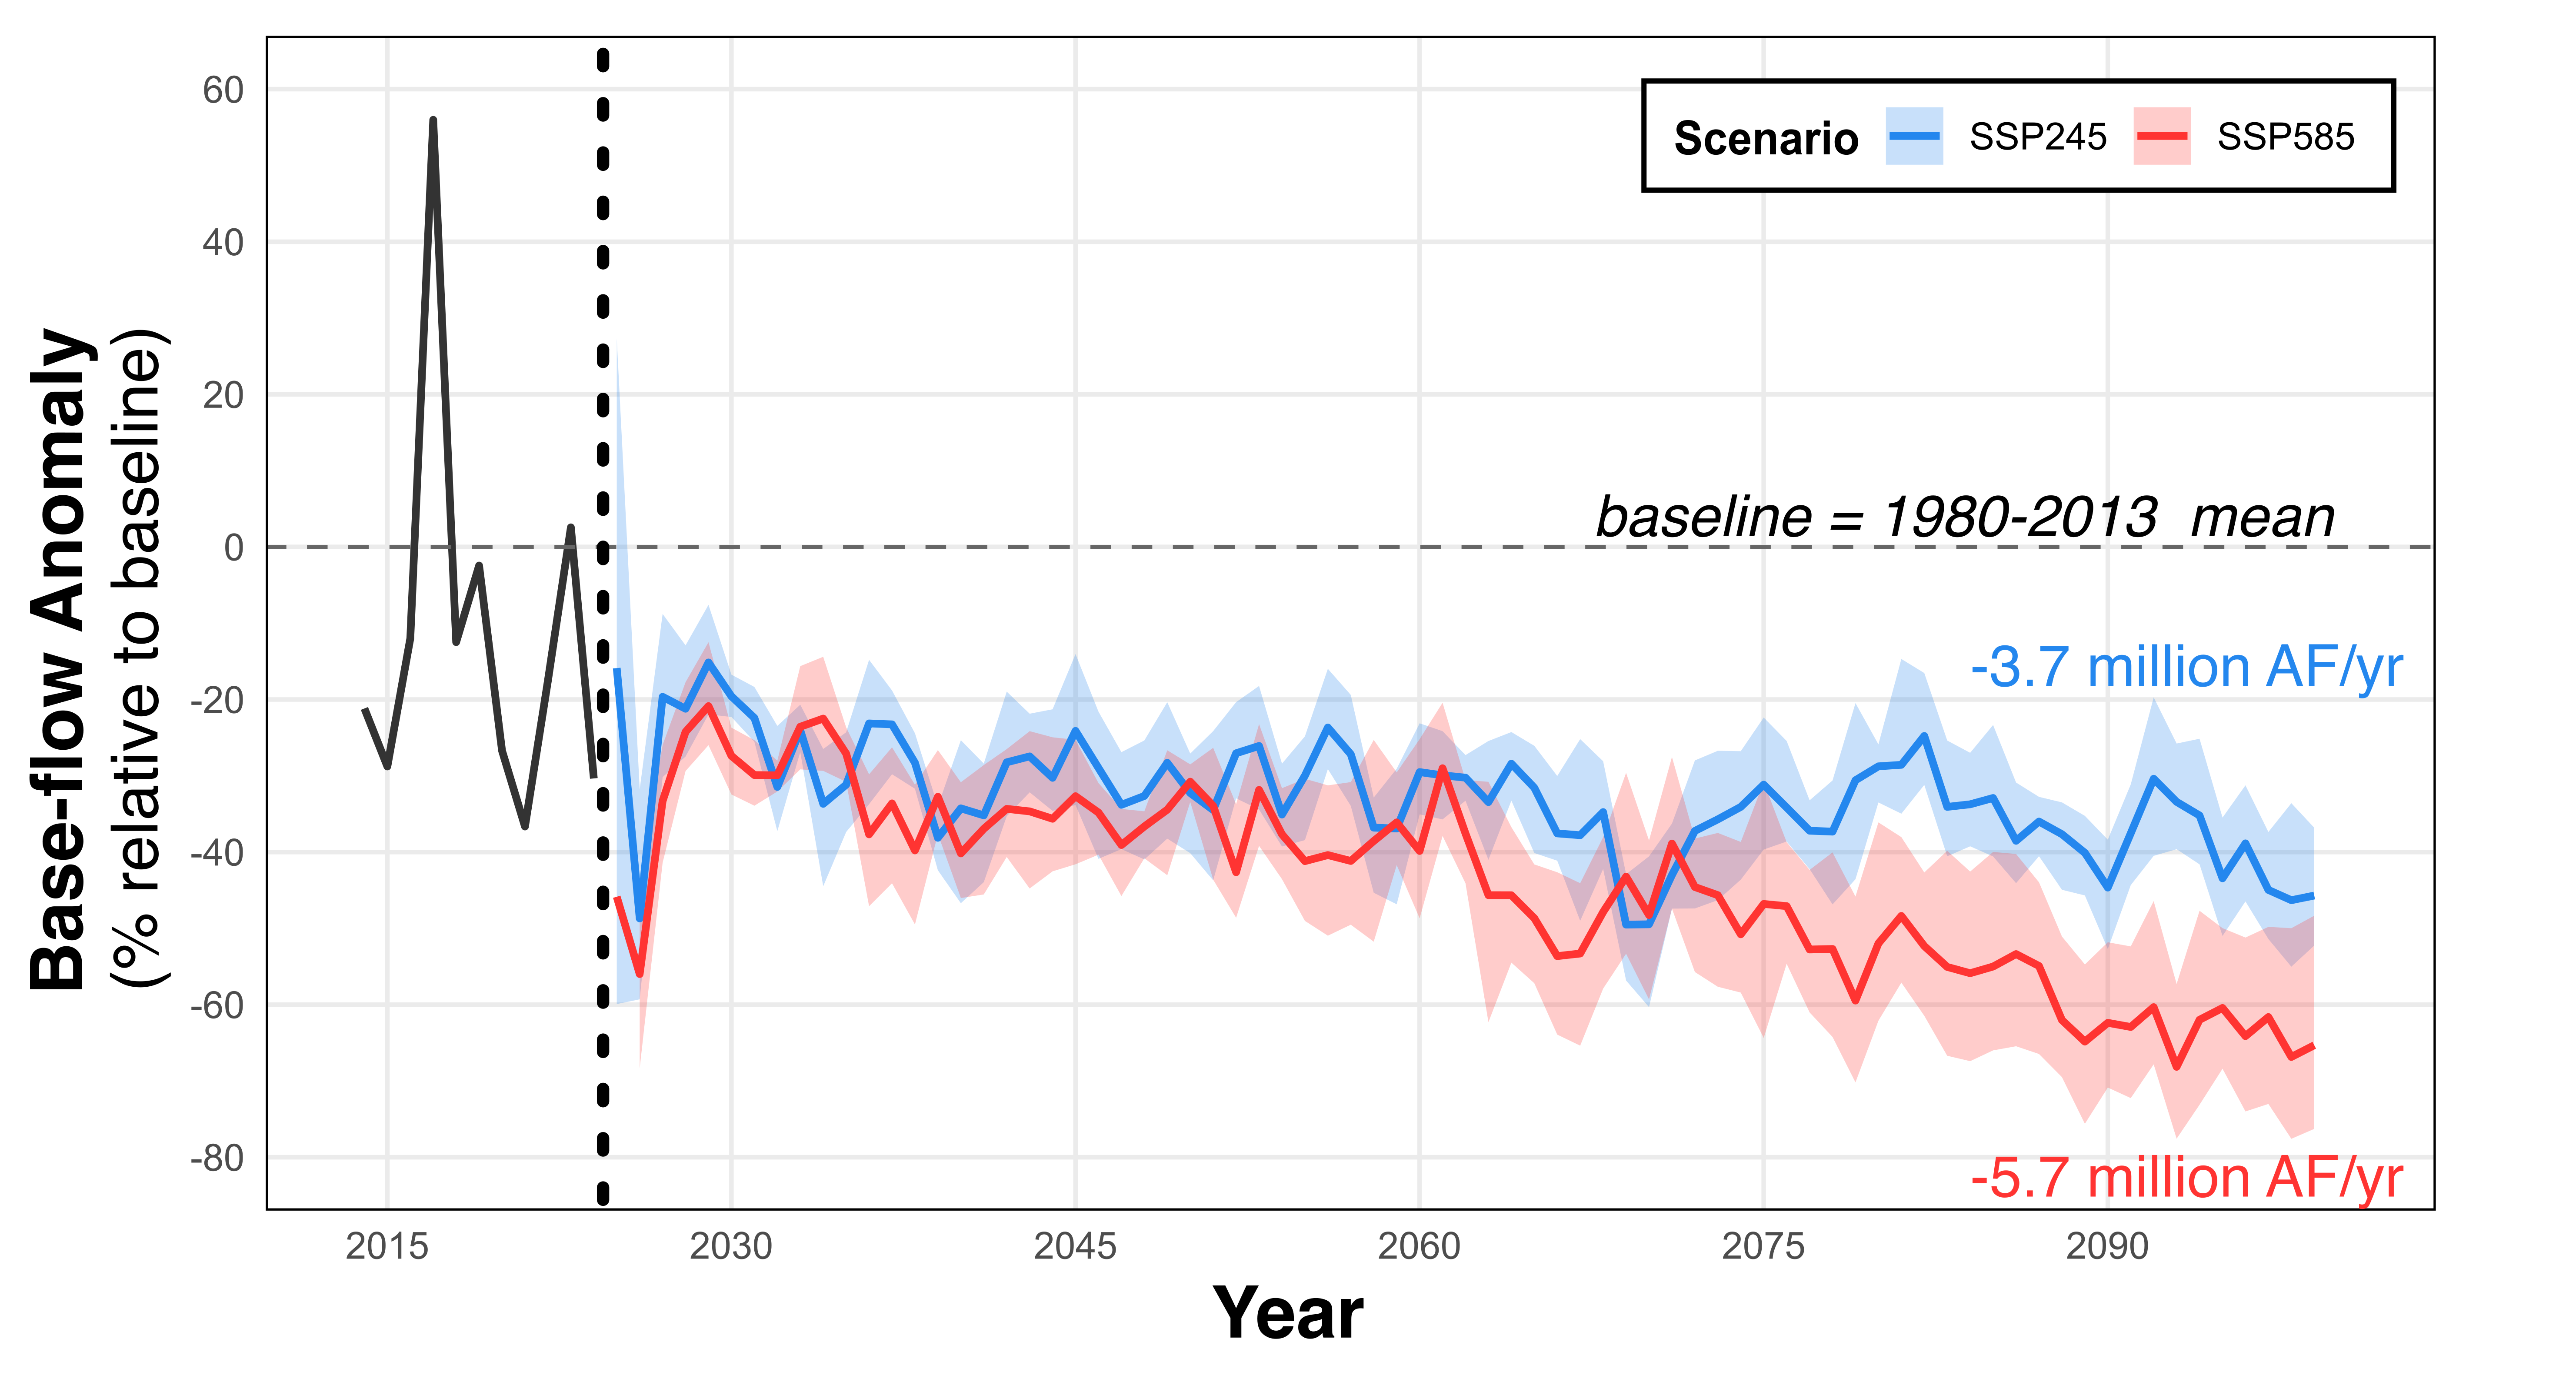 Base-flow Anomaly
(% relative to baseline)
60
40
20
0
-20
-40
-60
-80
Scenario SSP245 SSP585
baseline = 1980-2013  mean
-3.7 million AF/yr
-5.7 million AF/yr
2015 2030 2045 2060 2075 2090
Year